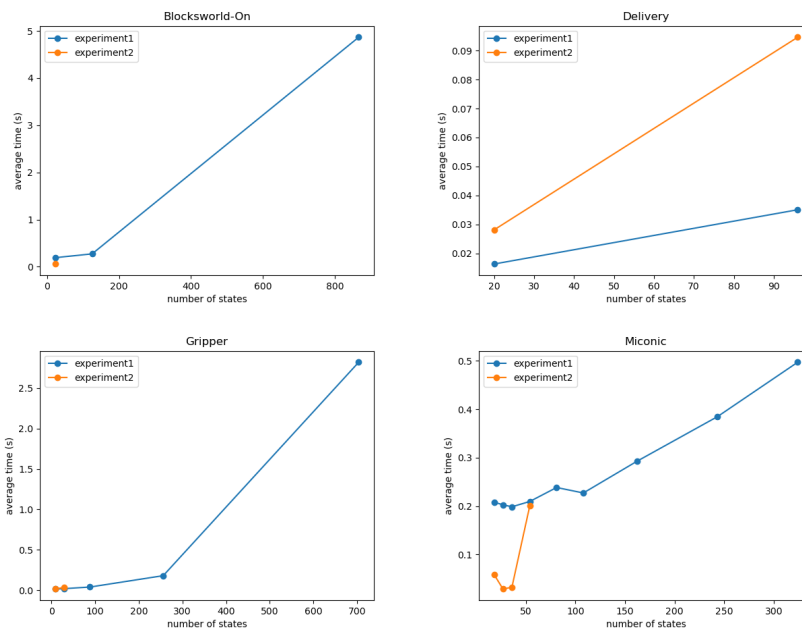 Blocksworld-On
5
4
3
2
1
0
average time (s)
experiment1
experiment2
0
200
400
600
800
number of states
Delivery
0.09
0.08
0.07
0.06
0.05
0.04
0.03
0.02
average time (s)
experiment1
experiment2
20
30
40
50
60
70
80
90
number of states
Gripper
2.5
2.0
1.5
1.0
0.5
0.0
average time (s)
experiment1
experiment2
0
100
200
300
400
500
600
700
number of states
Miconic
0.5
0.4
0.3
0.2
0.1
average time (s)
experiment1
experiment2
50
100
150
200
250
300
number of states